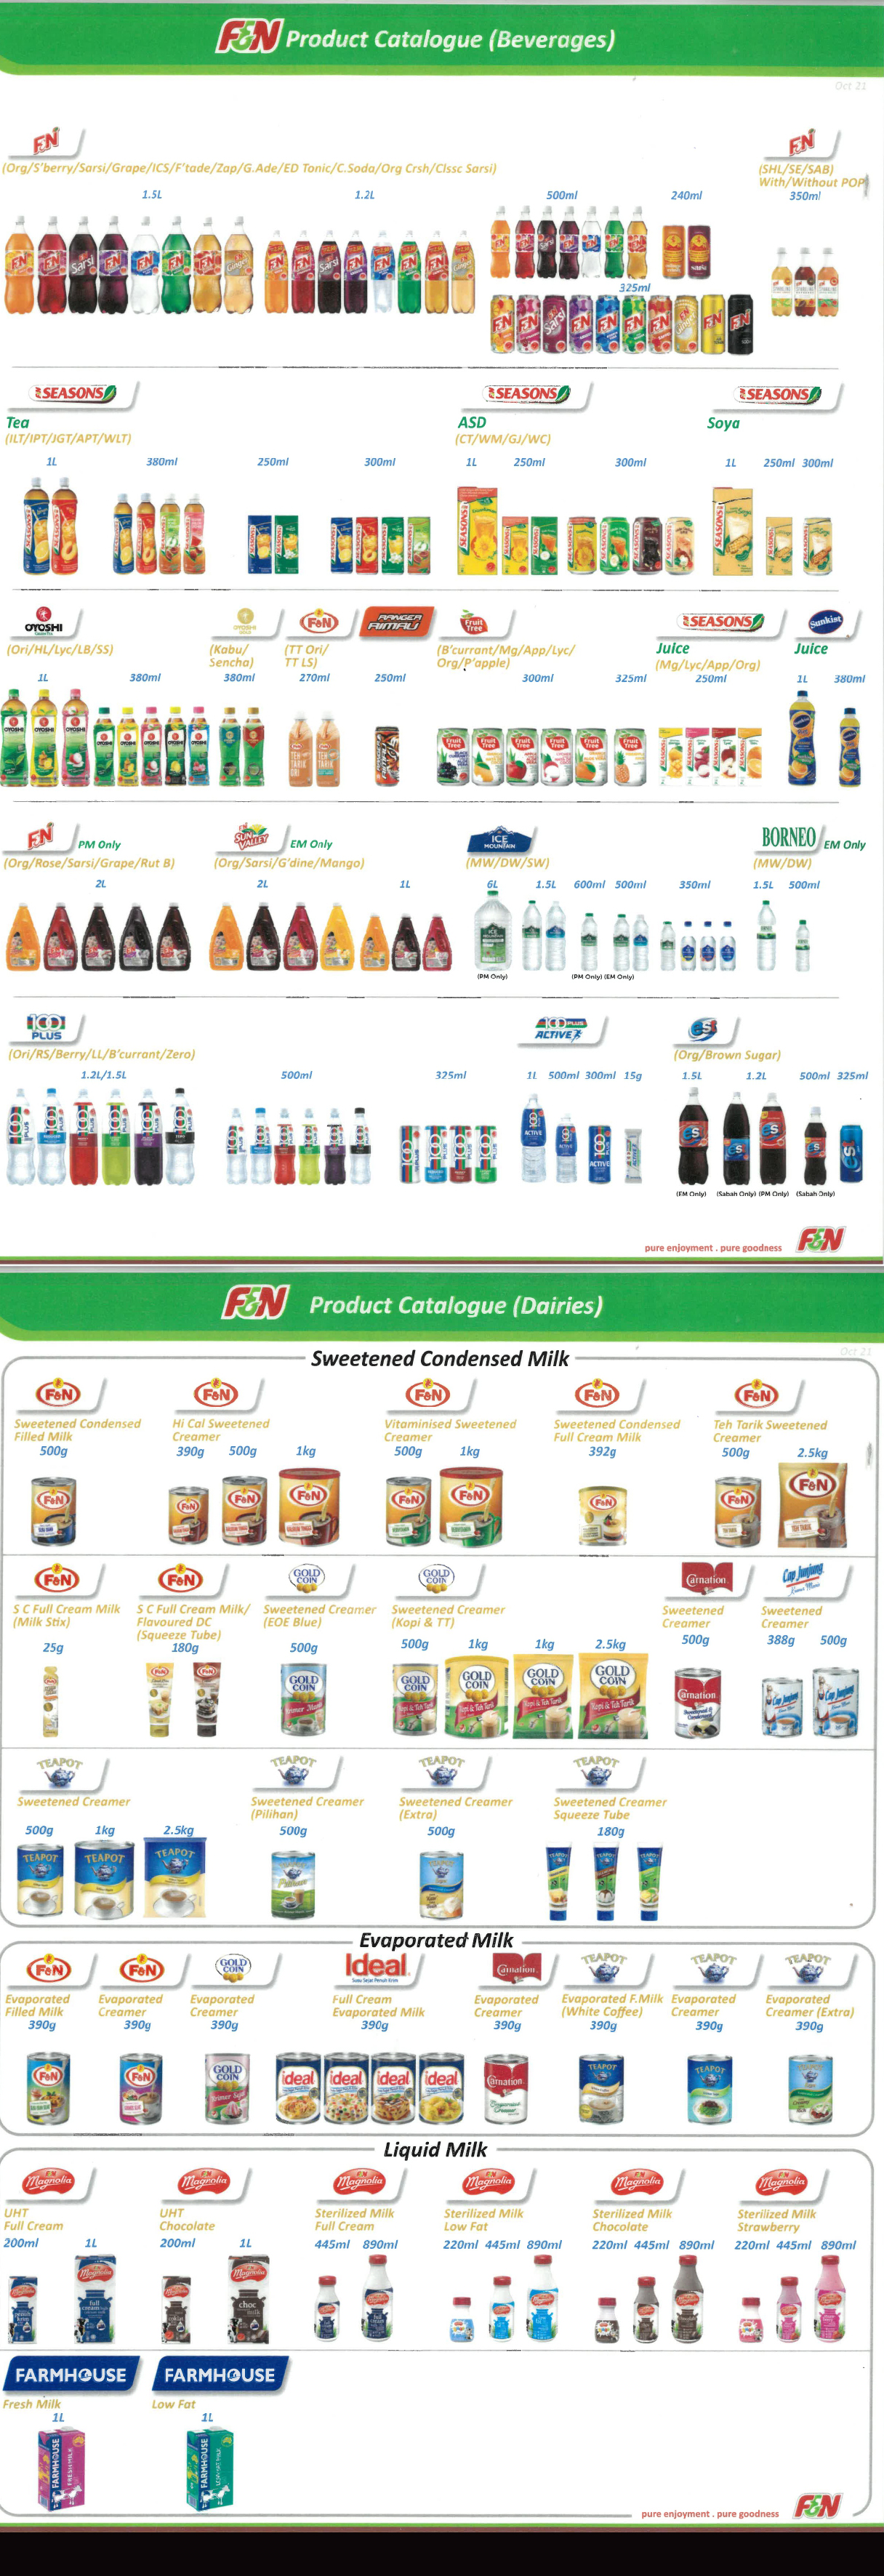 F&N Product Catalogue (Beverages)
Oct 21
F&N
(Org/S'berry/Sarsi/Grape/ICS/F'tade/Zap/G.Ade/ED Tonic/C.Soda/Org Crsh/Clssc Sarsi)
1.5L 1.2L 500ml 240ml
325ml
F&N
(SHL/SE/SAB)
With/Without POP
350ml
SEASONS
Tea
(ILT/IPT/JGT/APT/WLT)
1L 380ml 250ml 300ml
SEASONS
ASD
(CT/WM/GJ/WC)
1L 250ml 300ml
SEASONS
Soya
1L 250ml 300ml
OYOSHI
(Ori/HL/Lyc/LB/SS)
1L 380ml
OYOSHI
GOLD
(Kabu/
Sencha)
380ml
F&N
(TT Ori/
TT LS)
270ml
RANGER
RIMAU
250ml
Fruit
Tree
(B'currant/Mg/App/Lyc/
Org/P'apple)
300ml 325ml
SEASONS
Juice
(Mg/Lyc/App/Org)
250ml
Sunkist
Juice
1L 380ml
F&N PM Only
(Org/Rose/Sarsi/Grape/Rut B)
2L
SUN
VALLEY
EM Only
(Org/Sarsi/G'dine/Mango)
2L 1L
ICE
MOUNTAIN
(MW/DW/SW)
6L 1.5L 600ml 500ml 350ml
(PM Only) (PM Only) (EM Only)
BORNEO EM Only
(MW/DW)
1.5L 500ml
100
PLUS
(Ori/RS/Berry/LL/B'currant/Zero)
1.2L/1.5L 500ml 325ml
100PLUS
ACTIVE
1L 500ml 300ml 15g
est
(Org/Brown Sugar)
1.5L 1.2L 500ml 325ml
(EM Only) (Sabah Only) (PM Only) (Sabah Only)
pure enjoyment . pure goodness F&N
F&N Product Catalogue (Dairies)
Oct 21
Sweetened Condensed Milk
F&N
Sweetened Condensed
Filled Milk
500g
F&N
Hi Cal Sweetened
Creamer
390g 500g 1kg
F&N
Vitaminised Sweetened
Creamer
500g 1kg
F&N
Sweetened Condensed
Full Cream Milk
392g
F&N
Teh Tarik Sweetened
Creamer
500g 2.5kg
F&N
S C Full Cream Milk
(Milk Stix)
25g
F&N
S C Full Cream Milk/
Flavoured DC
(Squeeze Tube)
180g
GOLD
COIN
Sweetened Creamer
(EOE Blue)
500g
GOLD
COIN
Sweetened Creamer
(Kopi & TT)
500g 1kg 1kg 2.5kg
Carnation
Sweetened
Creamer
500g
Cap Junjung
Sweetened
Creamer
388g 500g
TEAPOT
Sweetened Creamer
500g 1kg 2.5kg
TEAPOT
Sweetened Creamer
(Pilihan)
500g
TEAPOT
Sweetened Creamer
(Extra)
500g
TEAPOT
Sweetened Creamer
Squeeze Tube
180g
Evaporated Milk
F&N
Evaporated
Filled Milk
390g
F&N
Evaporated
Creamer
390g
GOLD
COIN
Evaporated
Creamer
390g
Ideal
Susu Sejat Penuh Krim
Full Cream
Evaporated Milk
390g
Carnation
Evaporated
Creamer
390g
TEAPOT
Evaporated F.Milk
(White Coffee)
390g
TEAPOT
Evaporated
Creamer
390g
TEAPOT
Evaporated
Creamer (Extra)
390g
Liquid Milk
Magnolia
UHT
Full Cream
200ml 1L
Magnolia
UHT
Chocolate
200ml 1L
Magnolia
Sterilized Milk
Full Cream
445ml 890ml
Magnolia
Sterilized Milk
Low Fat
220ml 445ml 890ml
Magnolia
Sterilized Milk
Chocolate
220ml 445ml 890ml
Magnolia
Sterilized Milk
Strawberry
220ml 445ml 890ml
FARMHOUSE
Fresh Milk
1L
FARMHOUSE
Low Fat
1L
pure enjoyment . pure goodness F&N